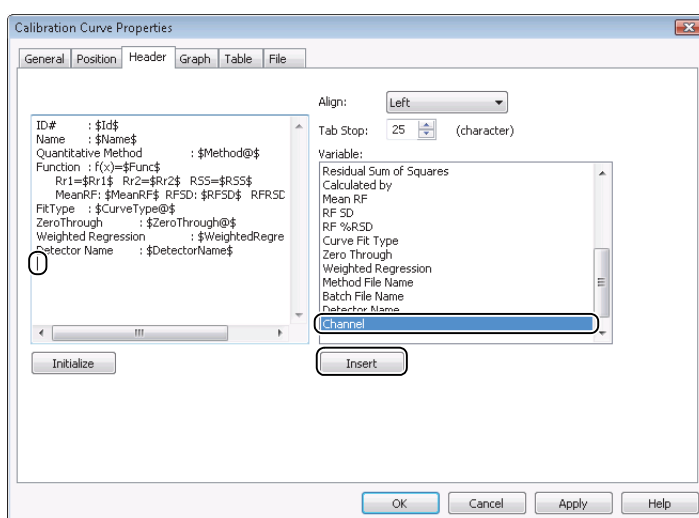 Calibration Curve Properties
General Position Header Graph Table File
Align: Left
Tab Stop: 25 (character)
Variable:
ID# : $Id$
Name : $Name$
Quantitative Method : $Method@$
Function : f(x)=$Func$
Rr1=$Rr1$ Rr2=$Rr2$ RSS=$RSS$
MeanRF: $MeanRF$ RFSD: $RFSD$ RFRSD
FitType : $CurveType@$
ZeroThrough : $ZeroThrough@$
Weighted Regression : $WeightedRegre
Detector Name : $DetectorName$
Residual Sum of Squares
Calculated by
Mean RF
RF SD
RF %RSD
Curve Fit Type
Zero Through
Weighted Regression
Method File Name
Batch File Name
Detector Name
Channel
Initialize
Insert
OK Cancel Apply Help